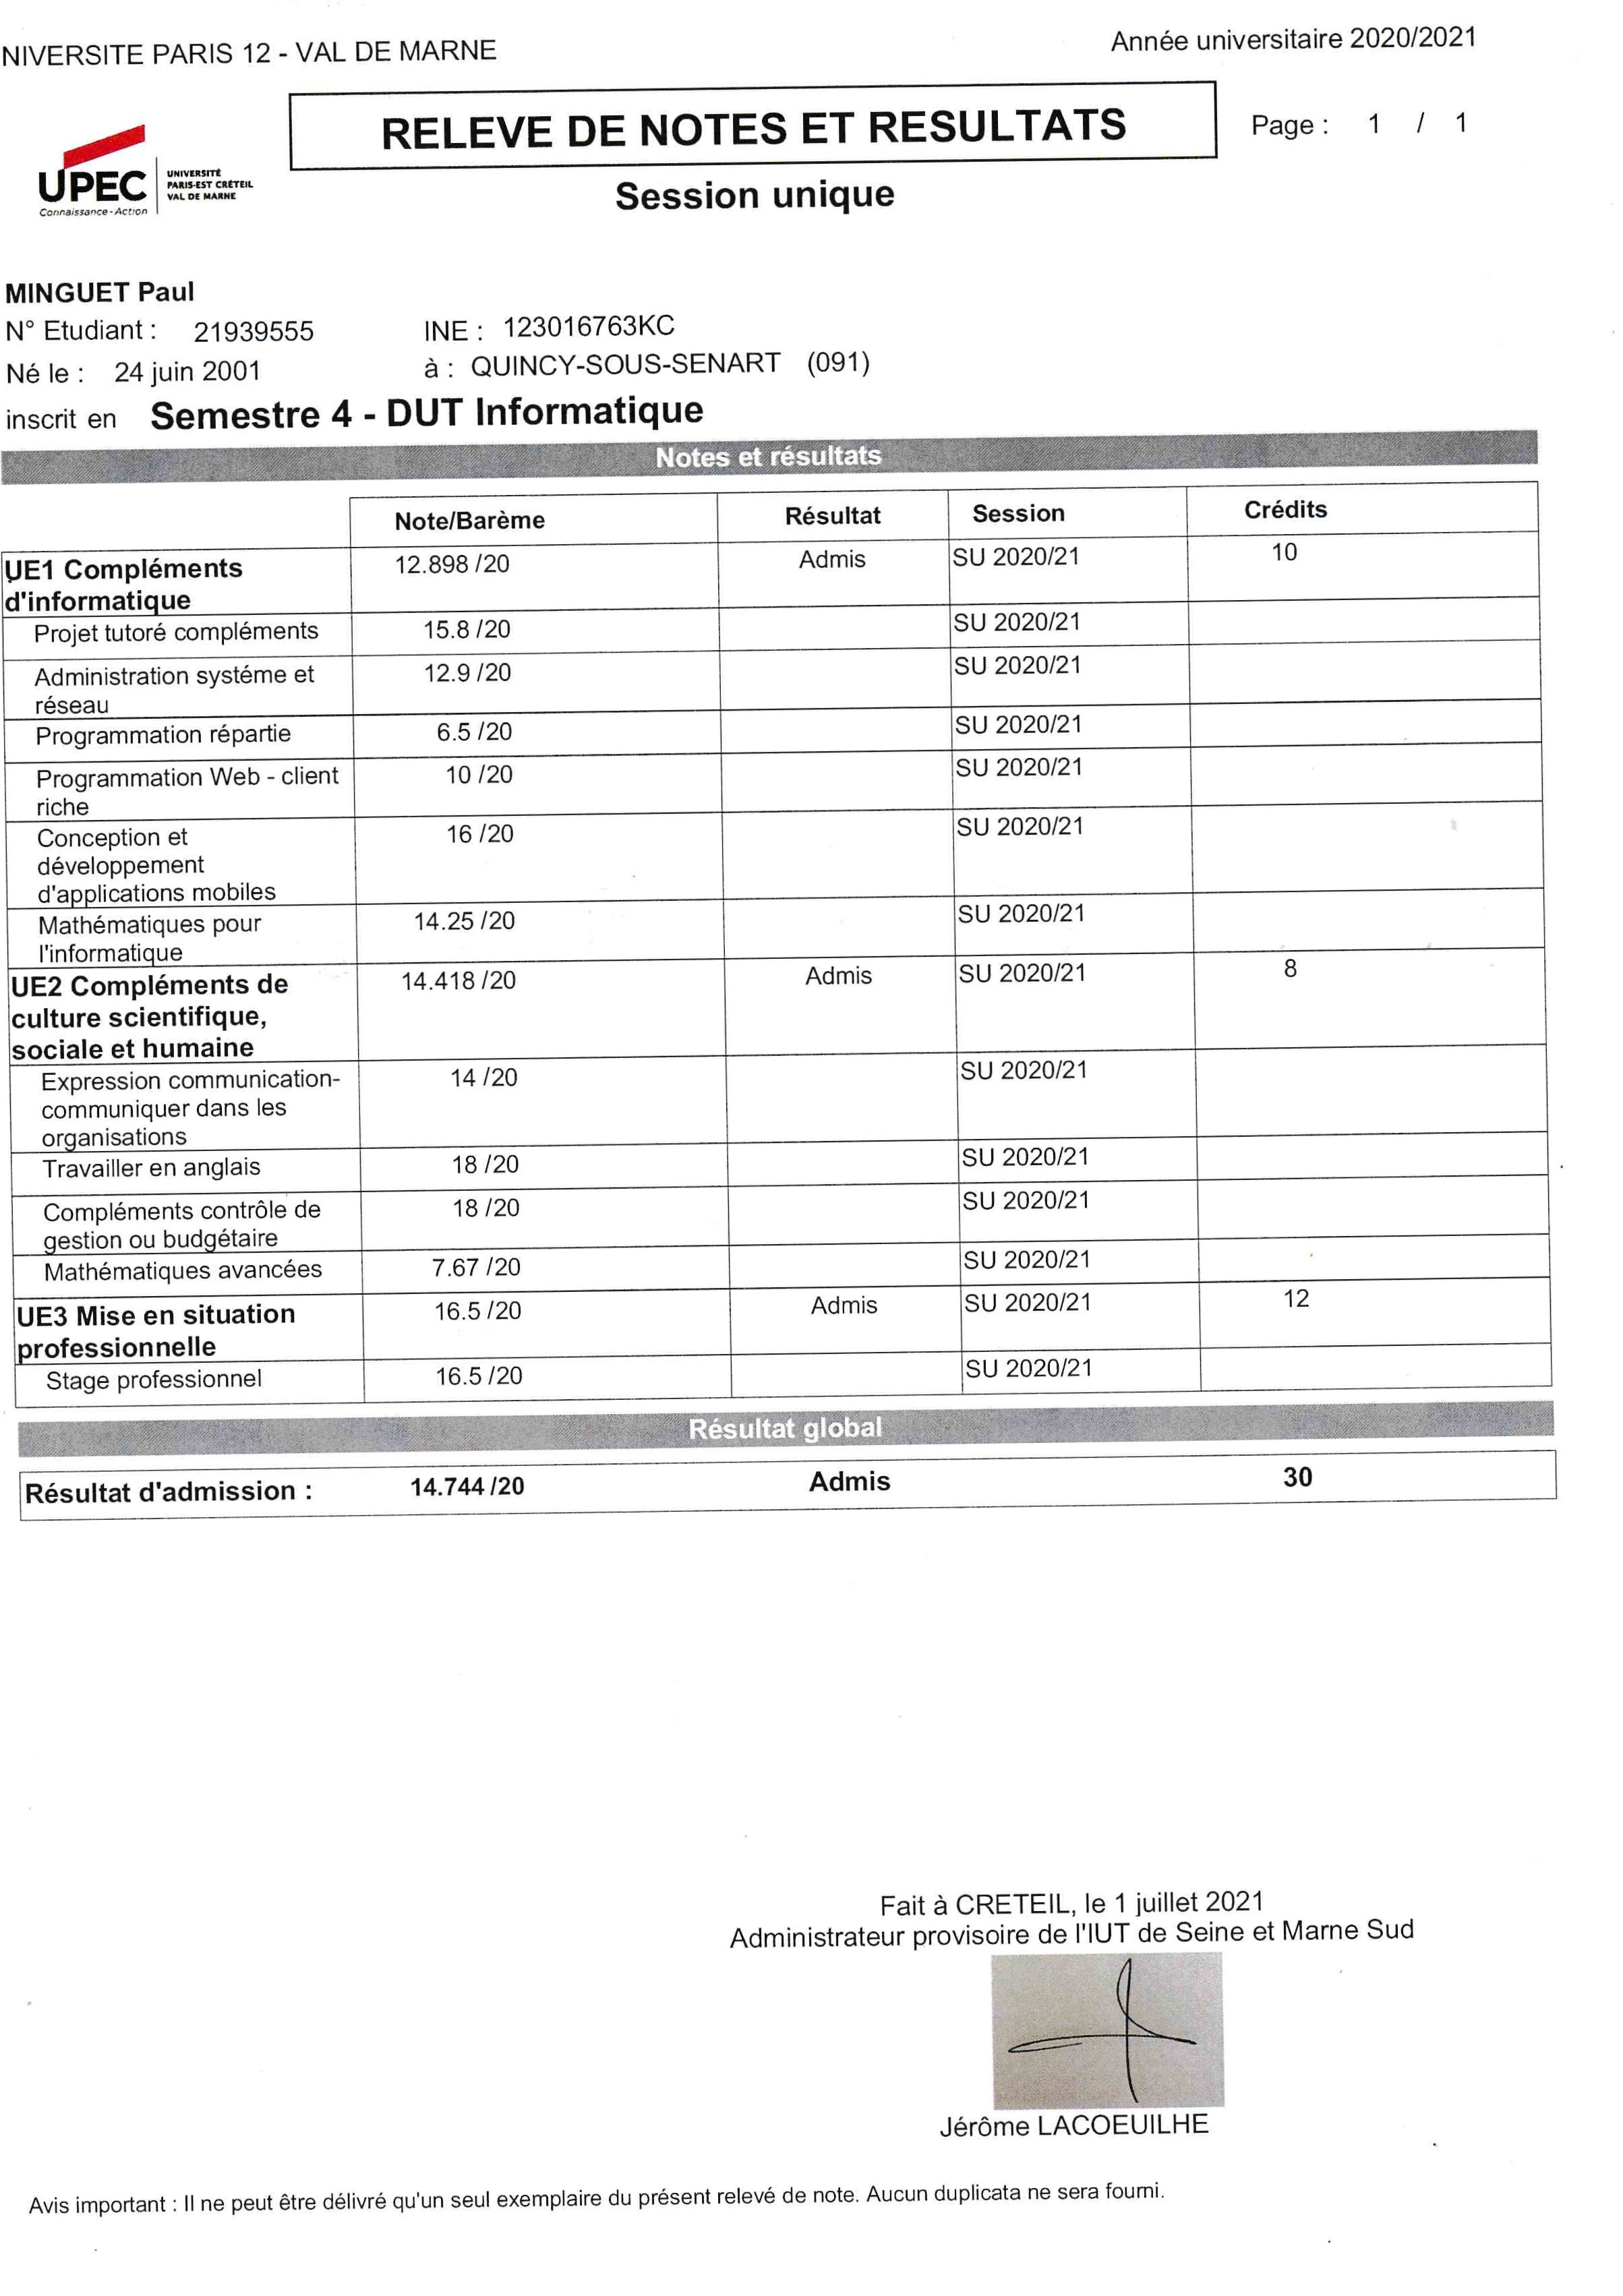 NIVERSITE PARIS 12 - VAL DE MARNE
Année universitaire 2020/2021
RELEVE DE NOTES ET RESULTATS
Page : 1 / 1
UPEC
Connaissance - Action
UNIVERSITÉ
PARIS-EST CRÉTEIL
VAL DE MARNE
Session unique
MINGUET Paul
N° Etudiant : 21939555 INE : 123016763KC
Né le : 24 juin 2001 à : QUINCY-SOUS-SENART (091)
inscrit en Semestre 4 - DUT Informatique
Notes et résultats
Note/Barème Résultat Session Crédits
UE1 Compléments 12.898 /20 Admis SU 2020/21 10
d'informatique
Projet tutoré compléments 15.8 /20 SU 2020/21
Administration systéme et 12.9 /20 SU 2020/21
réseau
Programmation répartie 6.5 /20 SU 2020/21
Programmation Web - client 10 /20 SU 2020/21
riche
Conception et 16 /20 SU 2020/21
développement
d'applications mobiles
Mathématiques pour 14.25 /20 SU 2020/21
l'informatique
UE2 Compléments de 14.418 /20 Admis SU 2020/21 8
culture scientifique,
sociale et humaine
Expression communication- 14 /20 SU 2020/21
communiquer dans les
organisations
Travailler en anglais 18 /20 SU 2020/21
Compléments contrôle de 18 /20 SU 2020/21
gestion ou budgétaire
Mathématiques avancées 7.67 /20 SU 2020/21
UE3 Mise en situation 16.5 /20 Admis SU 2020/21 12
professionnelle
Stage professionnel 16.5 /20 SU 2020/21
Résultat global
Résultat d'admission : 14.744 /20 Admis 30
Fait à CRETEIL, le 1 juillet 2021
Administrateur provisoire de l'IUT de Seine et Marne Sud
Jérôme LACOEUILHE
Avis important : Il ne peut être délivré qu'un seul exemplaire du présent relevé de note. Aucun duplicata ne sera fourni.